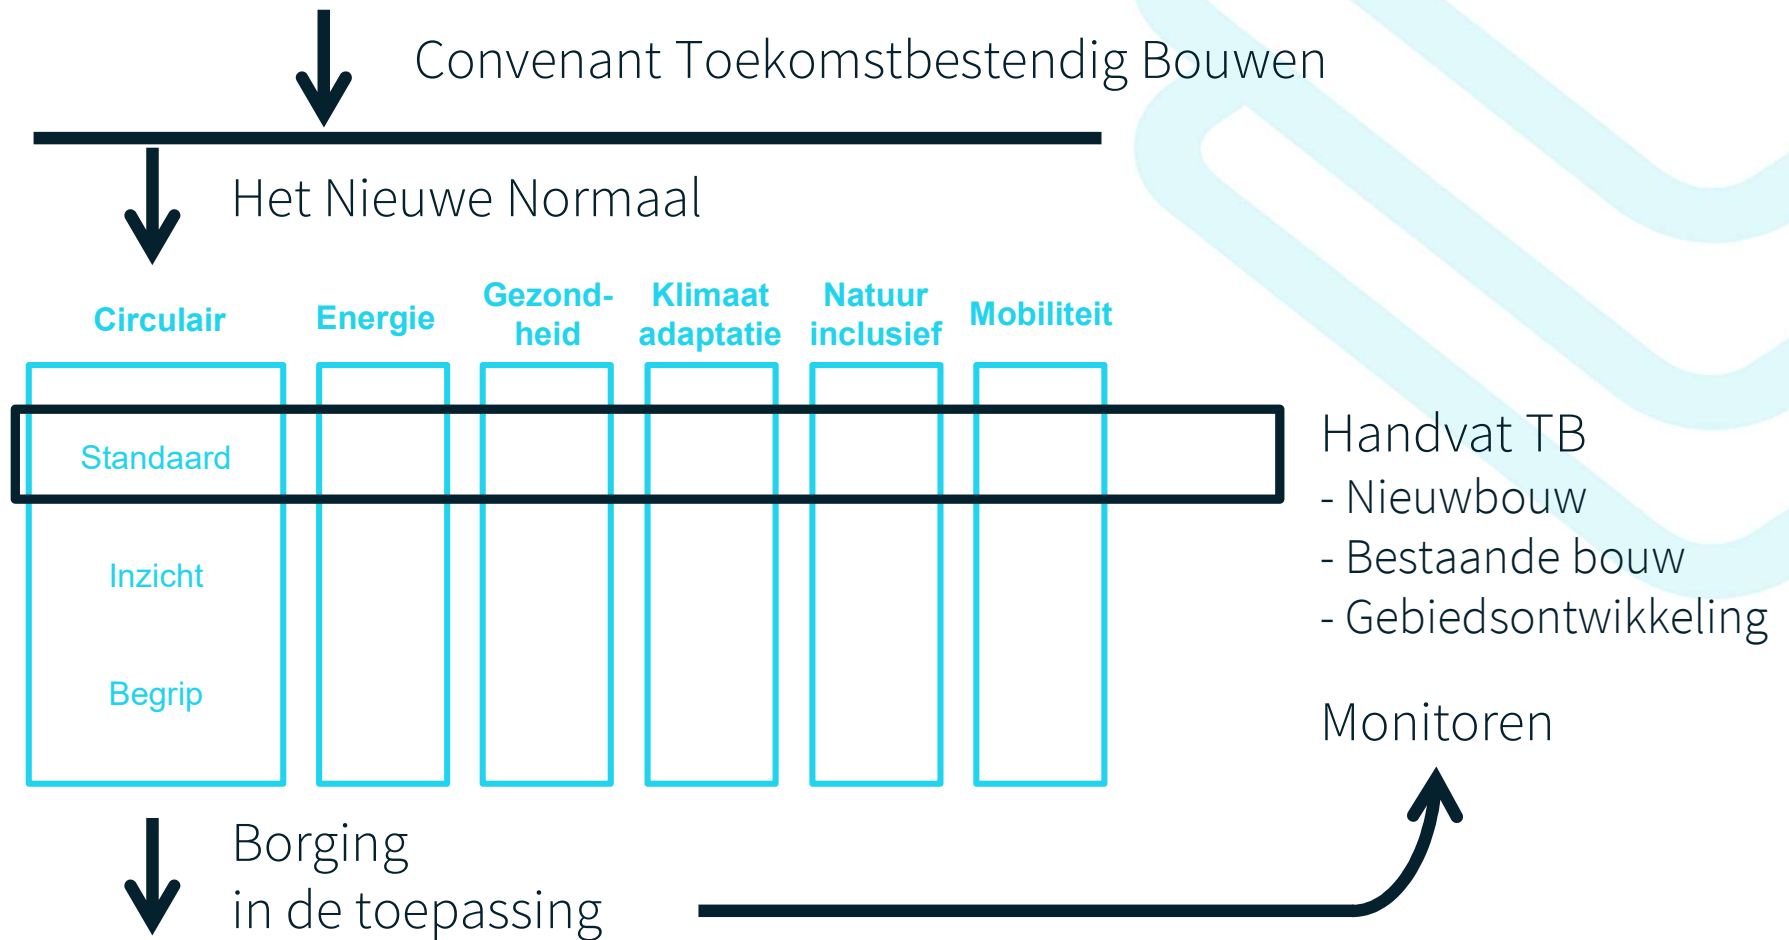 Convenant Toekomstbestendig Bouwen
Het Nieuwe Normaal
Circulair
Energie
Gezond-
heid
Klimaat
adaptatie
Natuur
inclusief
Mobiliteit
Standaard
Inzicht
Begrip
Handvat TB
- Nieuwbouw
- Bestaande bouw
- Gebiedsontwikkeling
Monitoren
Borging
in de toepassing